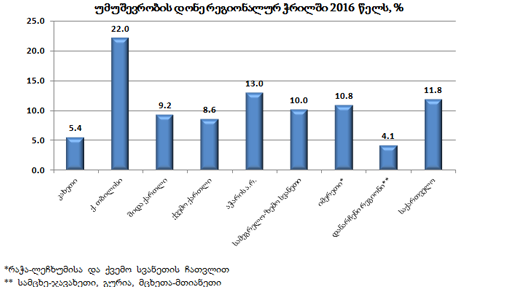 უმუშევრობის დონე რეგიონალურ ჭრილში 2016 წელს, %
25.0
20.0
15.0
10.0
5.0
0.0
5.4
22.0
9.2
8.6
13.0
10.0
10.8
4.1
11.8
კახეთი
ქ. თბილისი
შიდა ქართლი
ქვემო ქართლი
აჭარის ა.რ.
სამეგრელო-ზემო სვანეთი
იმერეთი*
დანარჩენი რეგიონი**
საქართველო
*რაჭა-ლეჩხუმისა და ქვემო სვანეთის ჩათვლით
** სამცხე-ჯავახეთი, გურია, მცხეთა-მთიანეთი